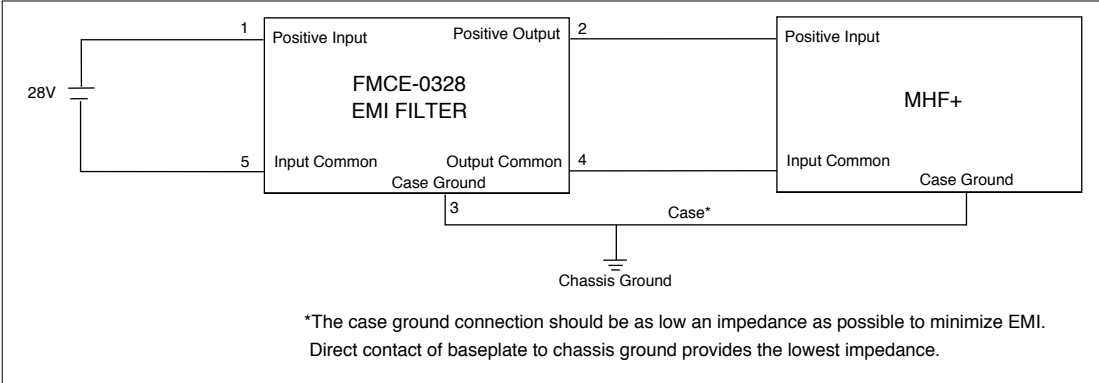 1
Positive Input
Positive Output
2
Positive Input
28V
FMCE-0328
EMI FILTER
MHF+
5
Input Common
Output Common
4
Input Common
Case Ground
Case Ground
3
Case*
Chassis Ground
*The case ground connection should be as low an impedance as possible to minimize EMI.
Direct contact of baseplate to chassis ground provides the lowest impedance.